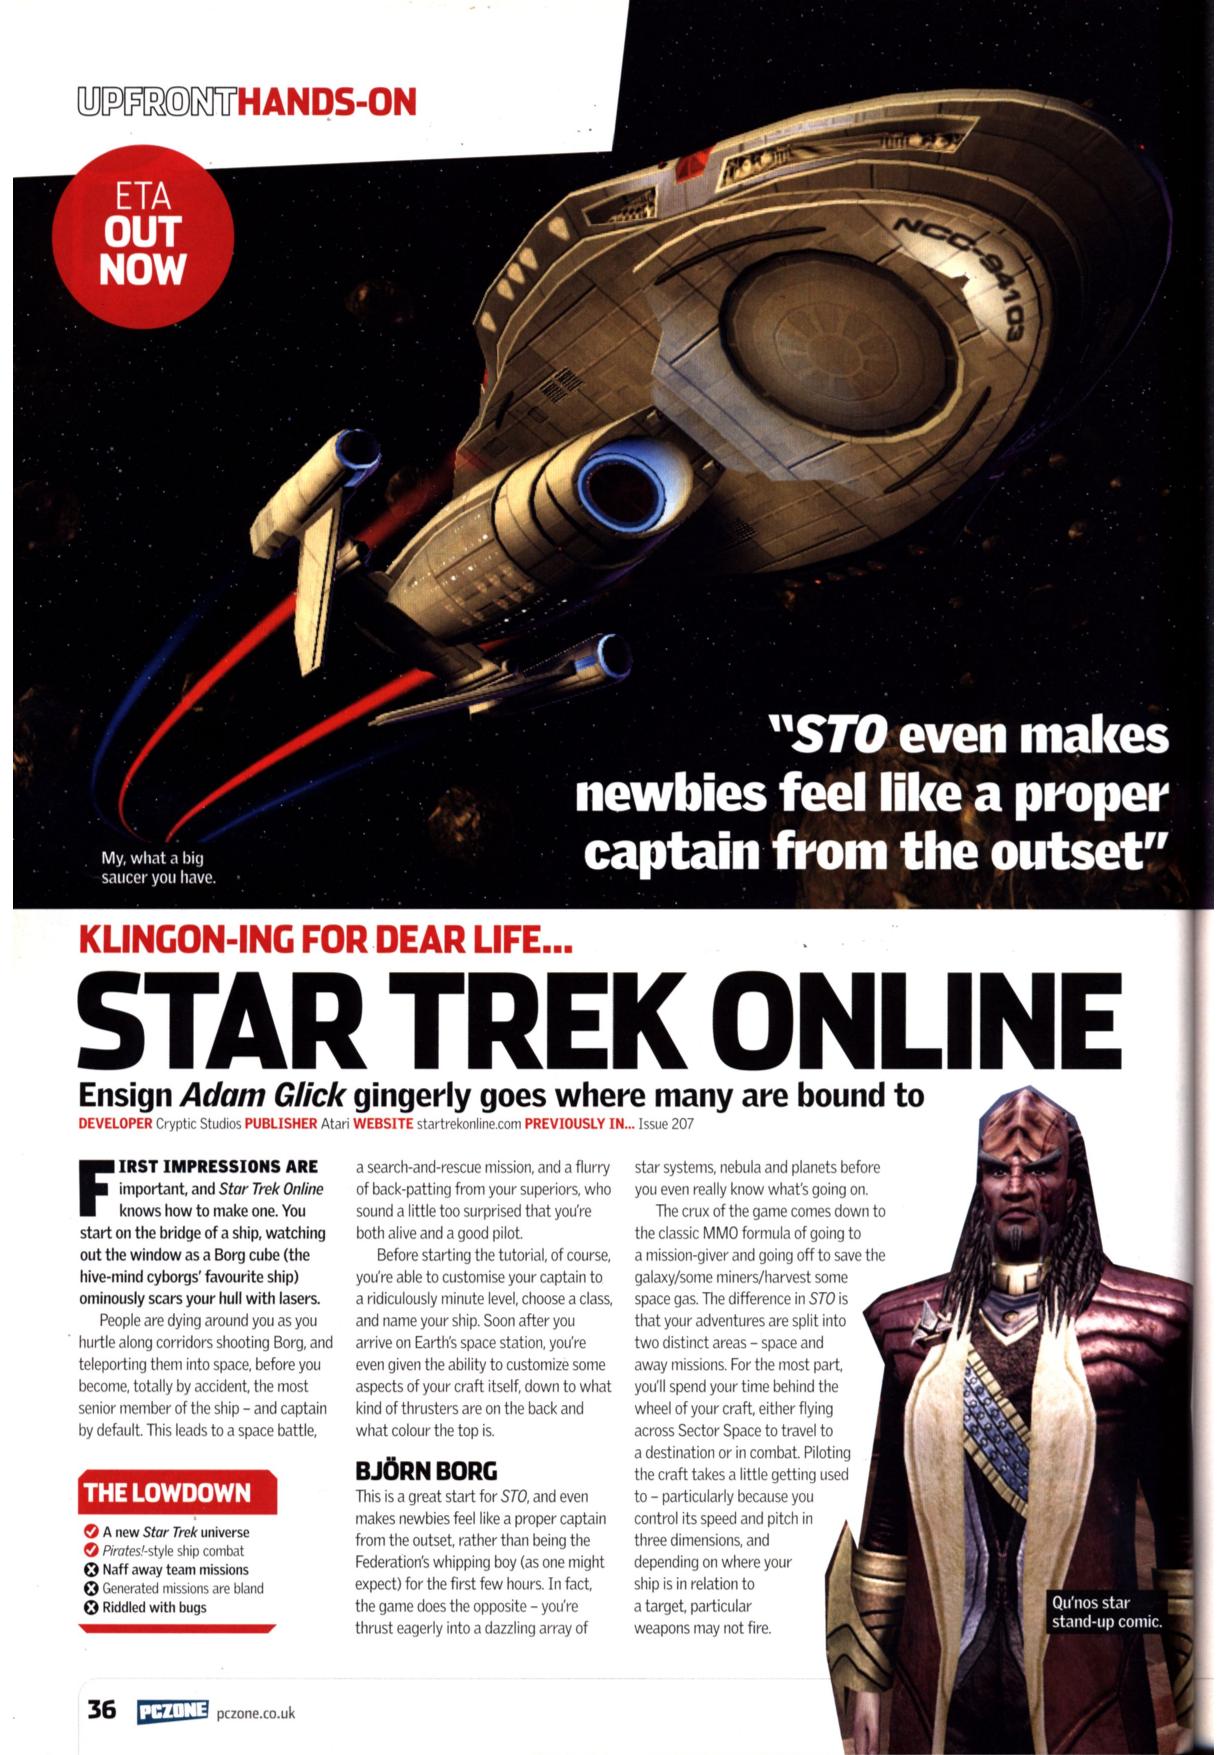 UPFRONTHANDS-ON
ETA
OUT
NOW
NCC-94103
"STO even makes
newbies feel like a proper
captain from the outset"
My, what a big
saucer you have.
KLINGON-ING FOR DEAR LIFE...
STAR TREK ONLINE
Ensign Adam Glick gingerly goes where many are bound to
DEVELOPER Cryptic Studios PUBLISHER Atari WEBSITE startrekonline.com PREVIOUSLY IN... Issue 207
FIRST IMPRESSIONS ARE
important, and Star Trek Online
knows how to make one. You
start on the bridge of a ship, watching
out the window as a Borg cube (the
hive-mind cyborgs' favourite ship)
ominously scars your hull with lasers.
People are dying around you as you
hurtle along corridors shooting Borg, and
teleporting them into space, before you
become, totally by accident, the most
senior member of the ship – and captain
by default. This leads to a space battle,
THE LOWDOWN
A new Star Trek universe
Pirates!-style ship combat
Naff away team missions
Generated missions are bland
Riddled with bugs
a search-and-rescue mission, and a flurry
of back-patting from your superiors, who
sound a little too surprised that you're
both alive and a good pilot.
Before starting the tutorial, of course,
you're able to customise your captain to
a ridiculously minute level, choose a class,
and name your ship. Soon after you
arrive on Earth's space station, you're
even given the ability to customize some
aspects of your craft itself, down to what
kind of thrusters are on the back and
what colour the top is.
BJÖRN BORG
This is a great start for STO, and even
makes newbies feel like a proper captain
from the outset, rather than being the
Federation's whipping boy (as one might
expect) for the first few hours. In fact,
the game does the opposite – you're
thrust eagerly into a dazzling array of
star systems, nebula and planets before
you even really know what's going on.
The crux of the game comes down to
the classic MMO formula of going to
a mission-giver and going off to save the
galaxy/some miners/harvest some
space gas. The difference in STO is
that your adventures are split into
two distinct areas – space and
away missions. For the most part,
you'll spend your time behind the
wheel of your craft, either flying
across Sector Space to travel to
a destination or in combat. Piloting
the craft takes a little getting used
to – particularly because you
control its speed and pitch in
three dimensions, and
depending on where your
ship is in relation to
a target, particular
weapons may not fire.
Qu'nos star
stand-up comic.
36 PCZONE pczone.co.uk